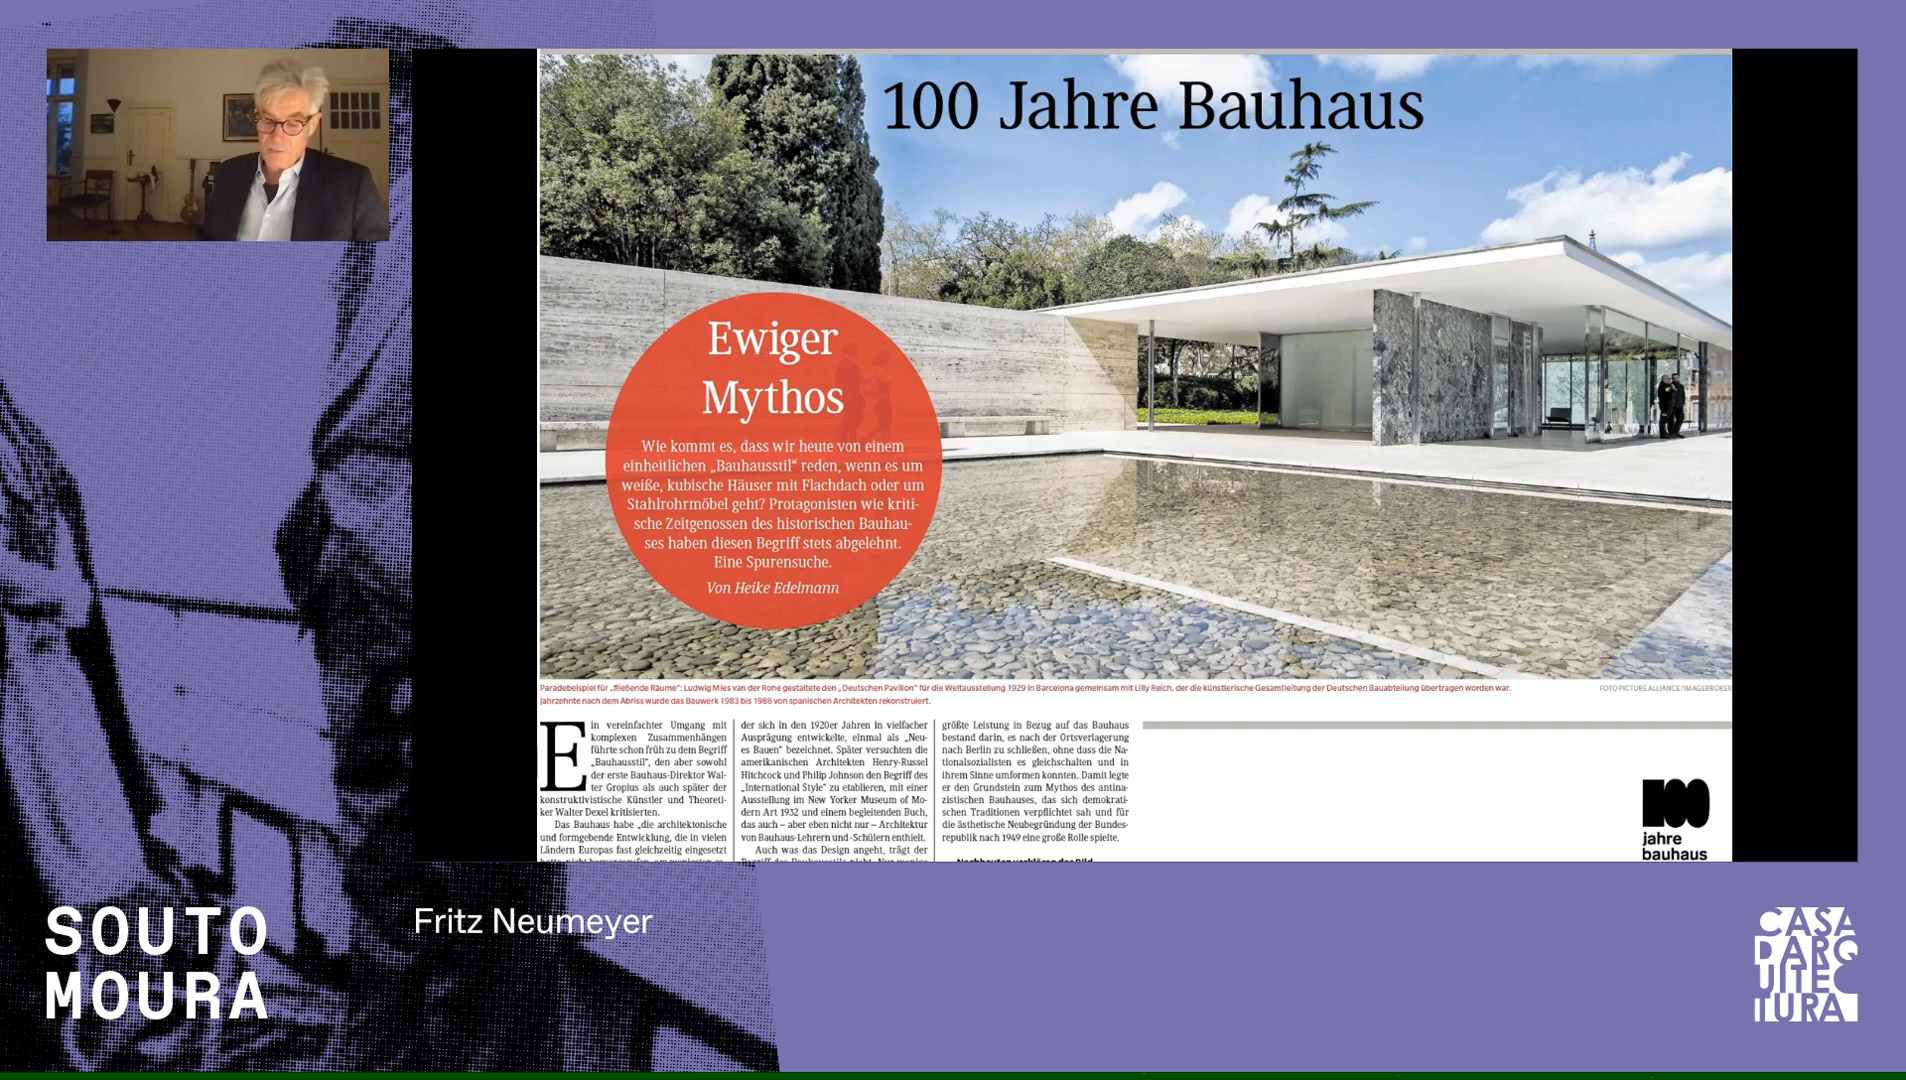 100 Jahre Bauhaus
Ewiger
Mythos
Wie kommt es, dass wir heute von einem
einheitlichen „Bauhausstil“ reden, wenn es um
weiße, kubische Häuser mit Flachdach oder um
Stahlrohrmöbel geht? Protagonisten wie kriti-
sche Zeitgenossen des historischen Bauhau-
ses haben diesen Begriff stets abgelehnt.
Eine Spurensuche.
Von Heike Edelmann
Paradebeispiel für „fließende Räume“: Ludwig Mies van der Rohe gestaltete den „Deutschen Pavillon“ für die Weltausstellung 1929 in Barcelona gemeinsam mit Lilly Reich, der die künstlerische Gesamtleitung der Deutschen Bauabteilung übertragen worden war.
Jahrzehnte nach dem Abriss wurde das Bauwerk 1983 bis 1986 von spanischen Architekten rekonstruiert.
FOTO PICTURE ALLIANCE/IMAGEBROKER
Ein vereinfachter Umgang mit
komplexen Zusammenhängen
führte schon früh zu dem Begriff
„Bauhausstil“, den aber sowohl
der erste Bauhaus-Direktor Wal-
ter Gropius als auch später der
konstruktivistische Künstler und Theoreti-
ker Walter Dexel kritisierten.
Das Bauhaus habe „die architektonische
und formgebende Entwicklung, die in vielen
Ländern Europas fast gleichzeitig eingesetzt
der sich in den 1920er Jahren in vielfacher
Ausprägung entwickelte, einmal als „Neu-
es Bauen“ bezeichnet. Später versuchten die
amerikanischen Architekten Henry-Russel
Hitchcock und Philip Johnson den Begriff des
„International Style“ zu etablieren, mit einer
Ausstellung im New Yorker Museum of Mo-
dern Art 1932 und einem begleitenden Buch,
das auch – aber eben nicht nur – Architektur
von Bauhaus-Lehrern und -Schülern enthielt.
Auch was das Design angeht, trägt der
größte Leistung in Bezug auf das Bauhaus
bestand darin, es nach der Ortsverlagerung
nach Berlin zu schließen, ohne dass die Na-
tionalsozialisten es gleichschalten und in
ihrem Sinne umformen konnten. Damit legte
er den Grundstein zum Mythos des antina-
zistischen Bauhauses, das sich demokrati-
schen Traditionen verpflichtet sah und für
die ästhetische Neubegründung der Bundes-
republik nach 1949 eine große Rolle spielte.
100
jahre
bauhaus
SOUTO
MOURA
Fritz Neumeyer
CASA
DARQ
UITEC
TURA